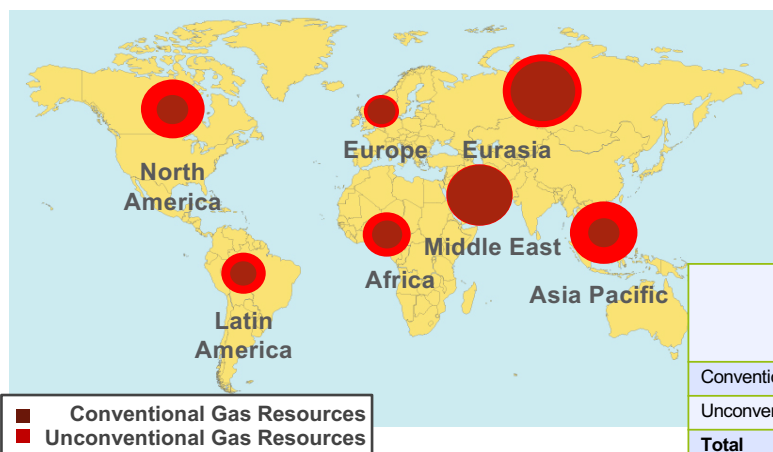 North
America
Europe
Eurasia
Middle East
Africa
Asia Pacific
Latin
America
Conventional Gas Resources
Unconventional Gas Resources
Total